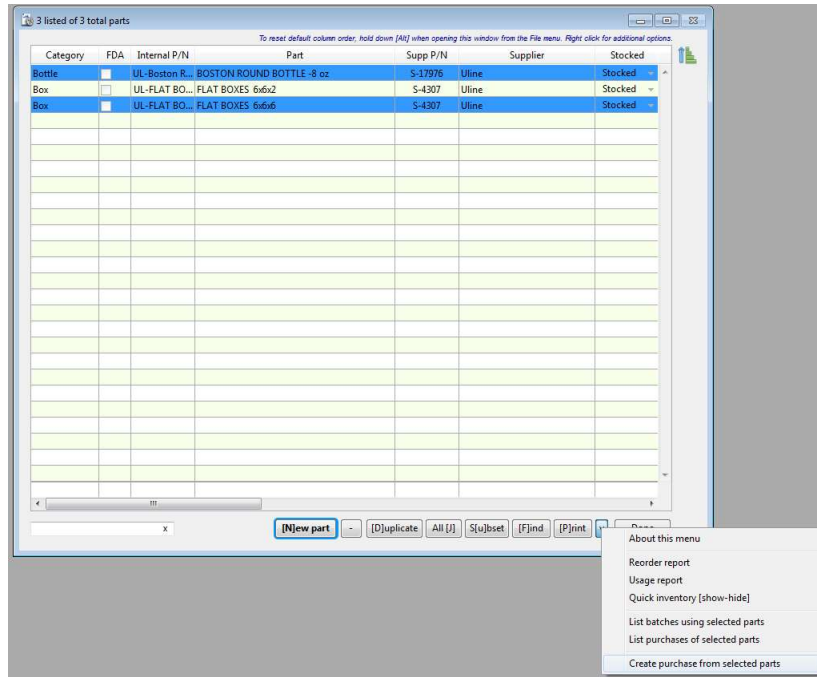 3 listed of 3 total parts
To reset default column order, hold down [Alt] when opening this window from the File menu. Right click for additional options.
Category FDA Internal P/N Part Supp P/N Supplier Stocked
Bottle UL-Boston R... BOSTON ROUND BOTTLE -8 oz S-17976 Uline Stocked
Box UL-FLAT BO... FLAT BOXES 6x6x2 S-4307 Uline Stocked
Box UL-FLAT BO... FLAT BOXES 6x6x6 S-4307 Uline Stocked
x [N]ew part - [D]uplicate All [J] S[u]bset [F]ind [P]rint
About this menu
Reorder report
Usage report
Quick inventory [show-hide]
List batches using selected parts
List purchases of selected parts
Create purchase from selected parts